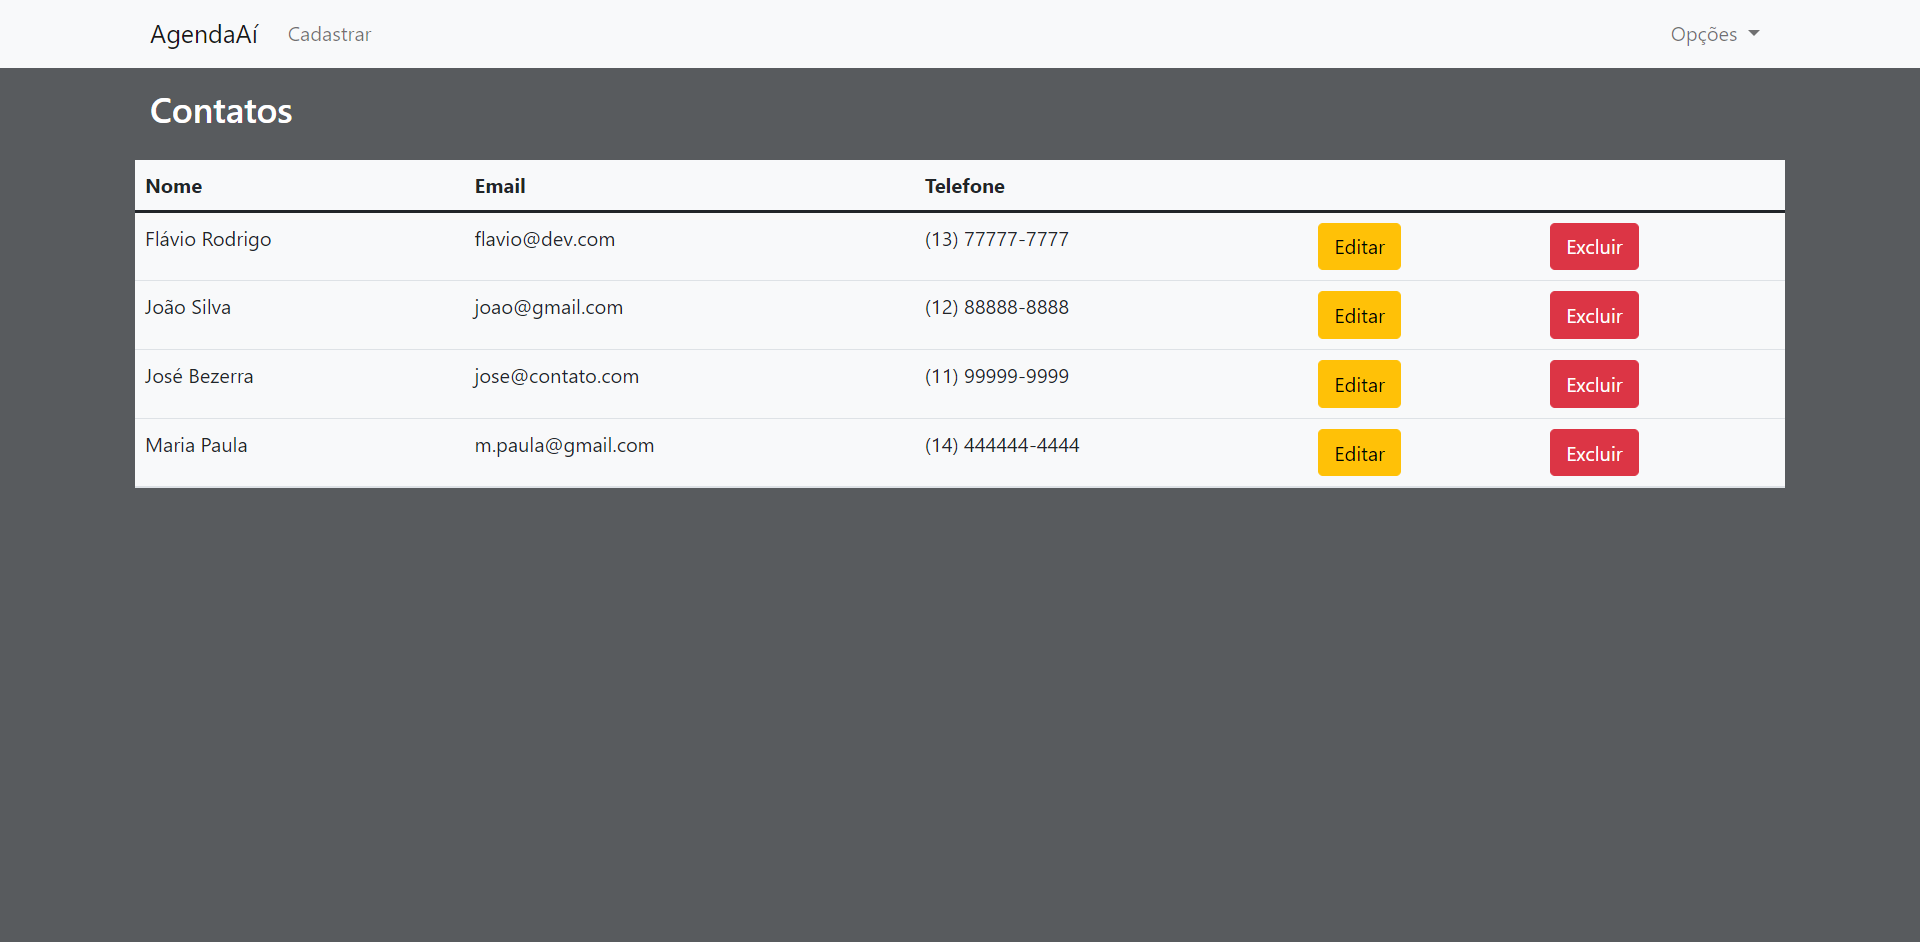 AgendaAí Cadastrar Opções
Contatos
Nome Email Telefone
Flávio Rodrigo flavio@dev.com (13) 77777-7777 Editar Excluir
João Silva joao@gmail.com (12) 88888-8888 Editar Excluir
José Bezerra jose@contato.com (11) 99999-9999 Editar Excluir
Maria Paula m.paula@gmail.com (14) 444444-4444 Editar Excluir